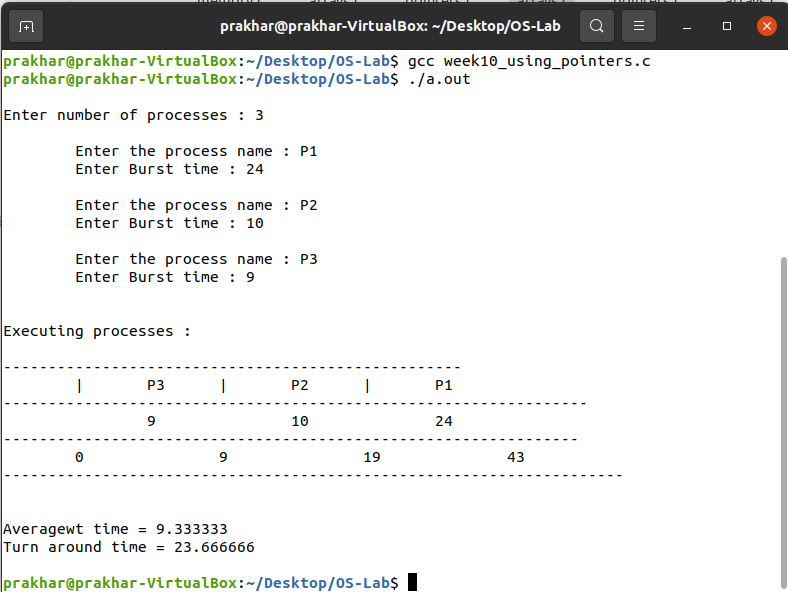 prakhar@prakhar-VirtualBox: ~/Desktop/OS-Lab
prakhar@prakhar-VirtualBox:~/Desktop/OS-Lab$ gcc week10_using_pointers.c
prakhar@prakhar-VirtualBox:~/Desktop/OS-Lab$ ./a.out
Enter number of processes : 3
Enter the process name : P1
Enter Burst time : 24
Enter the process name : P2
Enter Burst time : 10
Enter the process name : P3
Enter Burst time : 9
Executing processes :
---------------------------------------------------
| P3 | P2 | P1
-----------------------------------------------------------------
9 10 24
----------------------------------------------------------------
0 9 19 43
---------------------------------------------------------------------
Averagewt time = 9.333333
Turn around time = 23.666666
prakhar@prakhar-VirtualBox:~/Desktop/OS-Lab$